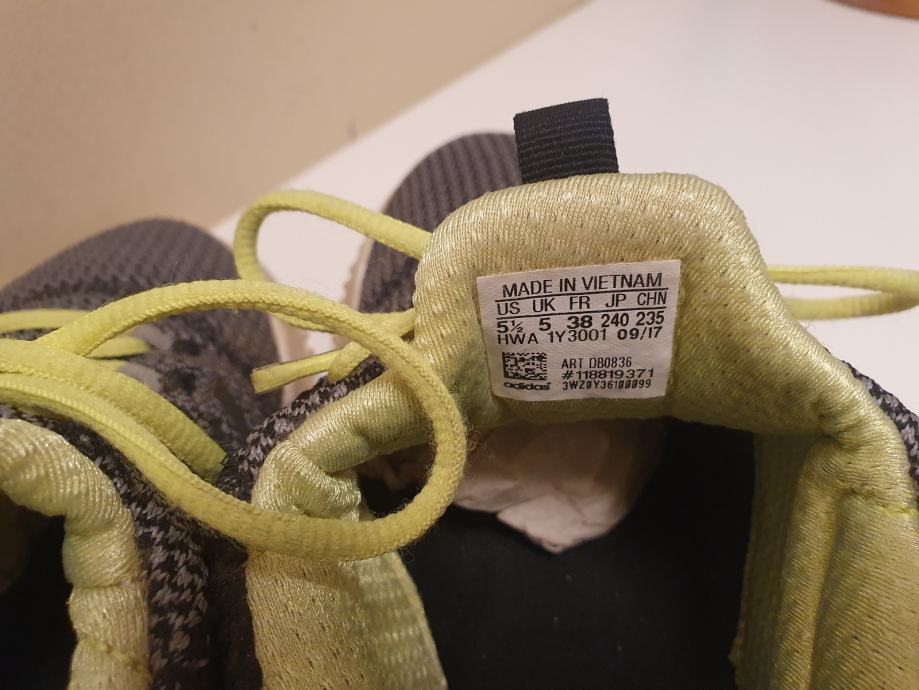 MADE IN VIETNAM
US UK FR JP CHN
5½ 5 38 240 235
HWA 1Y3001 09/17
ART DB0836
#118819371
adidas 3WZ0Y36100099